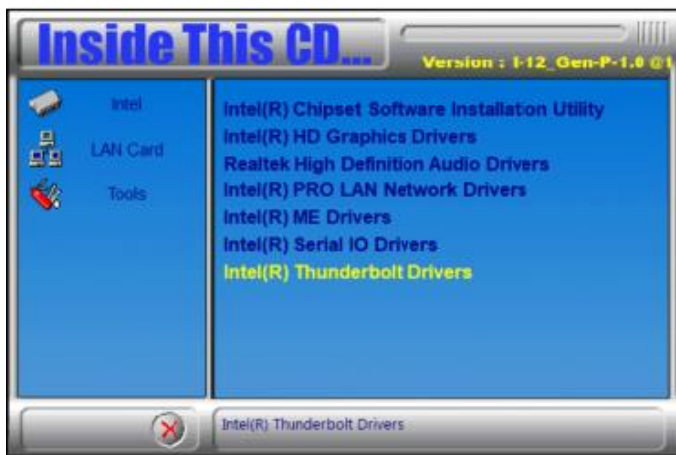 Inside This CD...
Version : I-12_Gen-P-1.0 @1
Intel
LAN Card
Tools
Intel(R) Chipset Software Installation Utility
Intel(R) HD Graphics Drivers
Realtek High Definition Audio Drivers
Intel(R) PRO LAN Network Drivers
Intel(R) ME Drivers
Intel(R) Serial IO Drivers
Intel(R) Thunderbolt Drivers
Intel(R) Thunderbolt Drivers